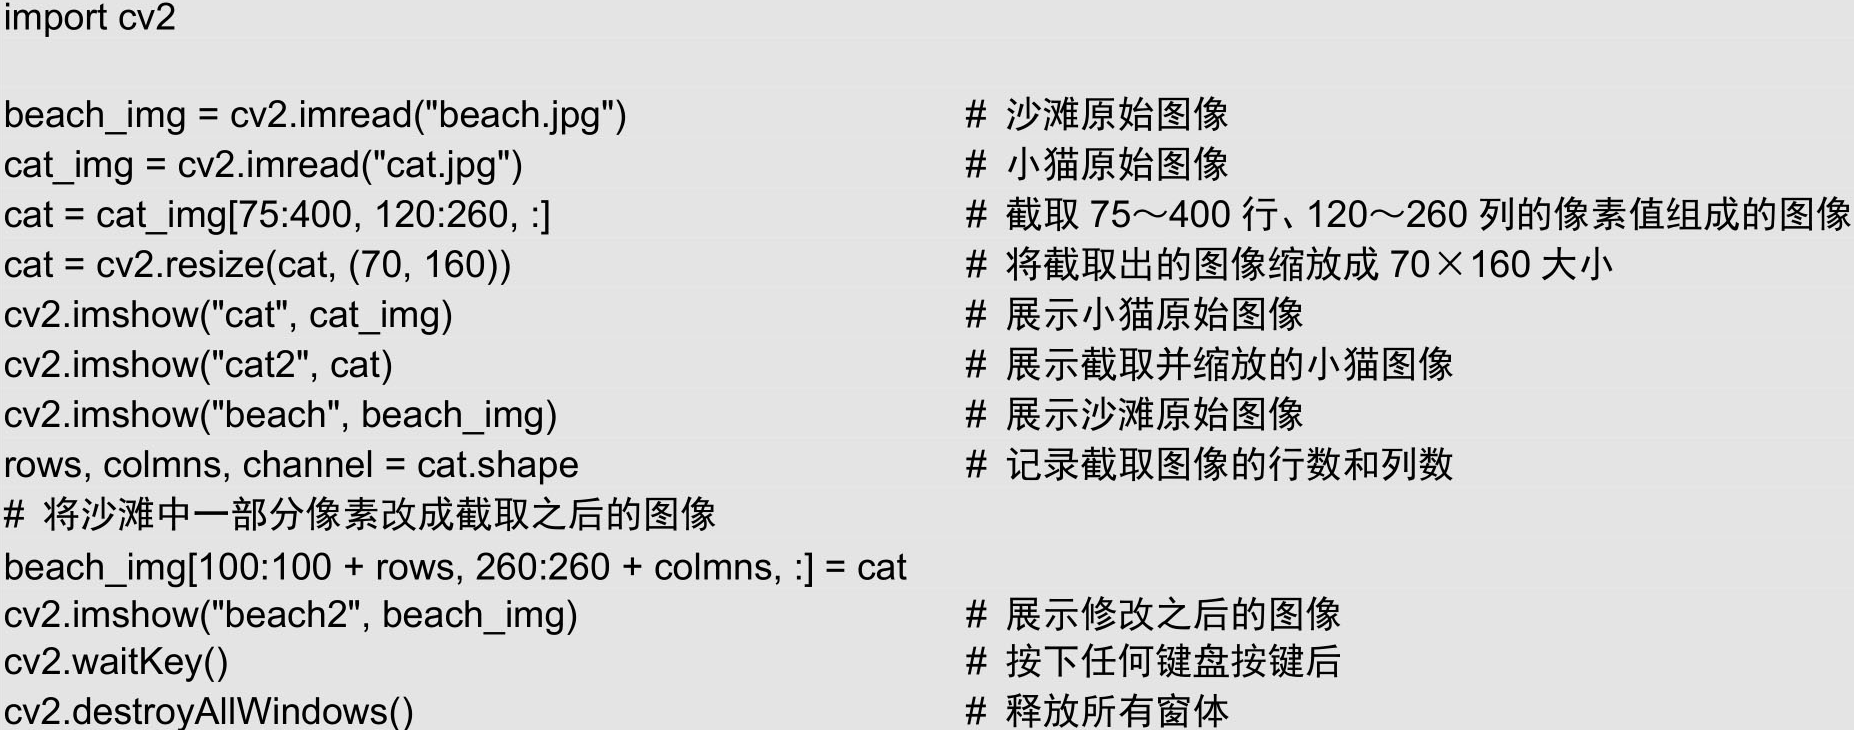 import cv2
beach_img = cv2.imread("beach.jpg") # 沙滩原始图像
cat_img = cv2.imread("cat.jpg") # 小猫原始图像
cat = cat_img[75:400, 120:260, :] # 截取 75～400 行、120～260 列的像素值组成的图像
cat = cv2.resize(cat, (70, 160)) # 将截取出的图像缩放成 70×160 大小
cv2.imshow("cat", cat_img) # 展示小猫原始图像
cv2.imshow("cat2", cat) # 展示截取并缩放的小猫图像
cv2.imshow("beach", beach_img) # 展示沙滩原始图像
rows, colmns, channel = cat.shape # 记录截取图像的行数和列数
# 将沙滩中一部分像素改成截取之后的图像
beach_img[100:100 + rows, 260:260 + colmns, :] = cat
cv2.imshow("beach2", beach_img) # 展示修改之后的图像
cv2.waitKey() # 按下任何键盘按键后
cv2.destroyAllWindows() # 释放所有窗体